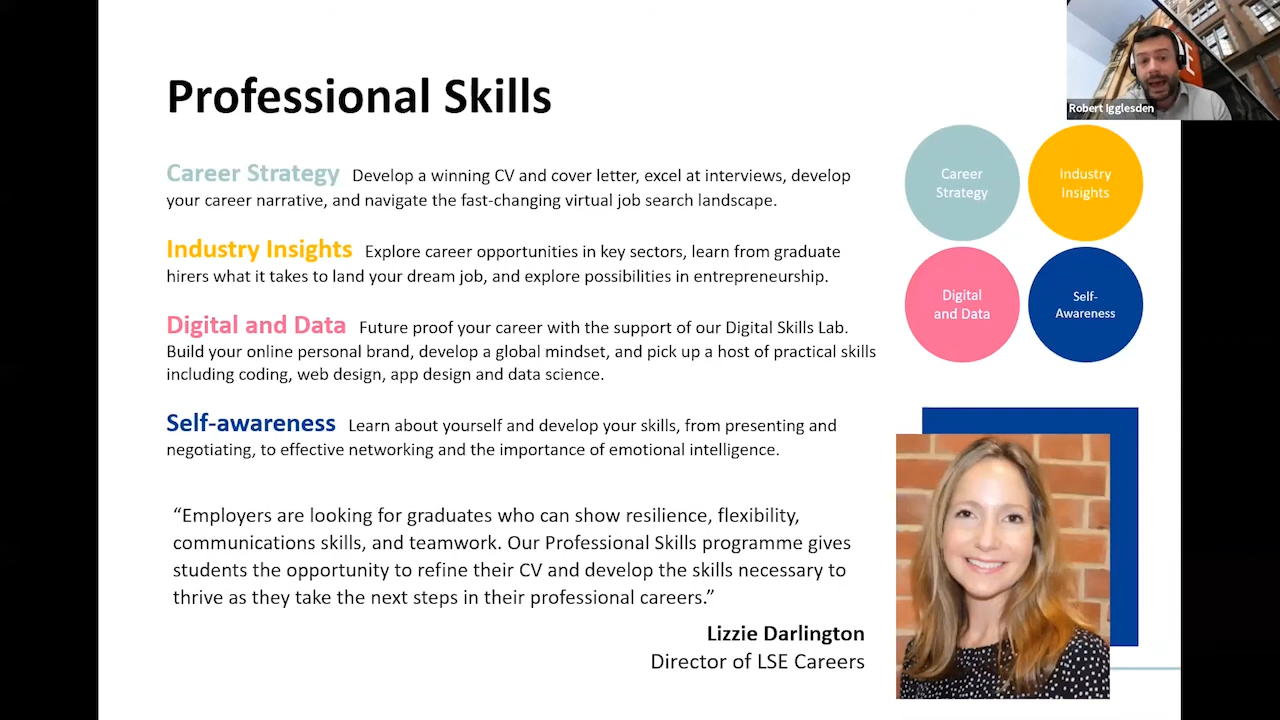 Professional Skills
Career Strategy Develop a winning CV and cover letter, excel at interviews, develop
your career narrative, and navigate the fast-changing virtual job search landscape.
Industry Insights Explore career opportunities in key sectors, learn from graduate
hirers what it takes to land your dream job, and explore possibilities in entrepreneurship.
Digital and Data Future proof your career with the support of our Digital Skills Lab.
Build your online personal brand, develop a global mindset, and pick up a host of practical skills
including coding, web design, app design and data science.
Self-awareness Learn about yourself and develop your skills, from presenting and
negotiating, to effective networking and the importance of emotional intelligence.
“Employers are looking for graduates who can show resilience, flexibility,
communications skills, and teamwork. Our Professional Skills programme gives
students the opportunity to refine their CV and develop the skills necessary to
thrive as they take the next steps in their professional careers.”
Lizzie Darlington
Director of LSE Careers
Robert Igglesden
Career
Strategy
Industry
Insights
Digital
and Data
Self-
Awareness